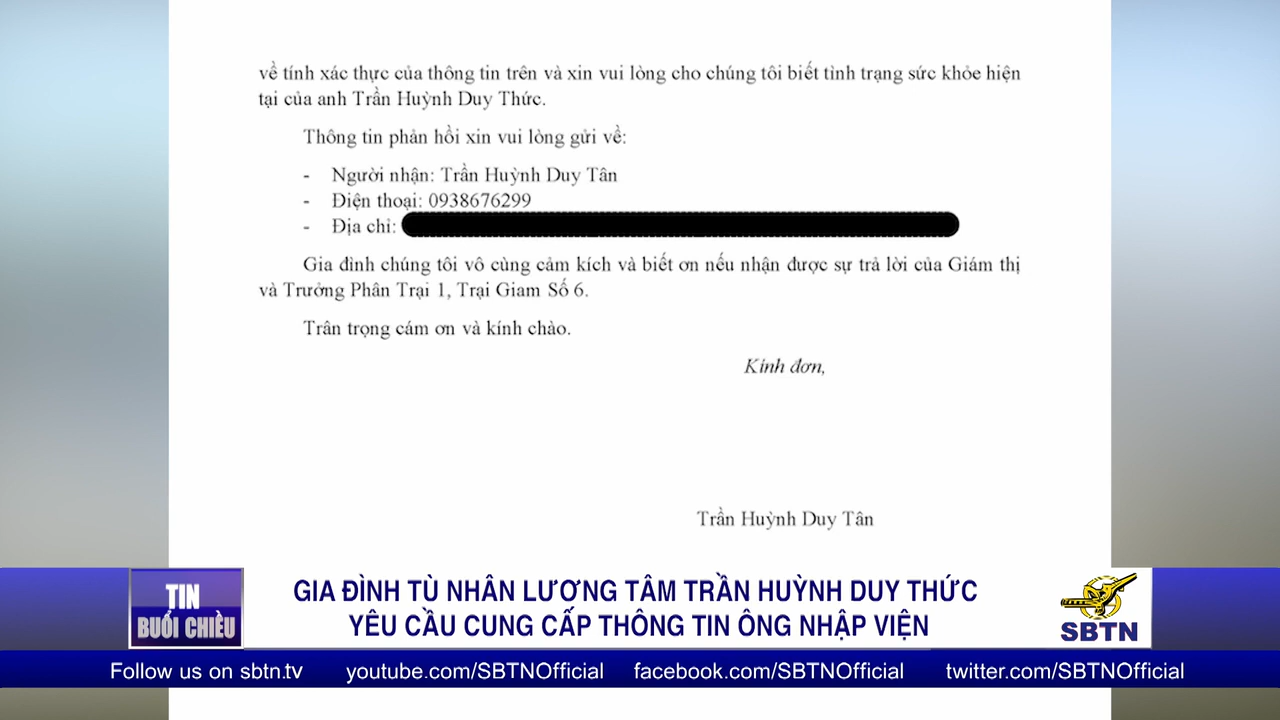 về tính xác thực của thông tin trên và xin vui lòng cho chúng tôi biết tình trạng sức khỏe hiện
tại của anh Trần Huỳnh Duy Thức.
Thông tin phản hồi xin vui lòng gửi về:
- Người nhận: Trần Huỳnh Duy Tân
- Điện thoại: 0938676299
- Địa chỉ:
Gia đình chúng tôi vô cùng cảm kích và biết ơn nếu nhận được sự trả lời của Giám thị
và Trưởng Phân Trại 1, Trại Giam Số 6.
Trân trọng cám ơn và kính chào.
Kính đơn,
Trần Huỳnh Duy Tân
TIN
BUỔI CHIỀU
GIA ĐÌNH TÙ NHÂN LƯƠNG TÂM TRẦN HUỲNH DUY THỨC
YÊU CẦU CUNG CẤP THÔNG TIN ÔNG NHẬP VIỆN
SBTN
Follow us on sbtn.tv youtube.com/SBTNOfficial facebook.com/SBTNOfficial twitter.com/SBTNOfficial